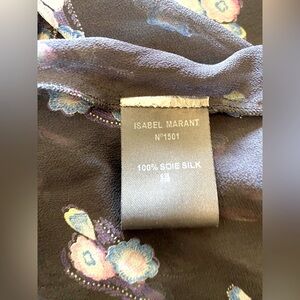 ISABEL MARANT
N°1501
100% SOIE SILK